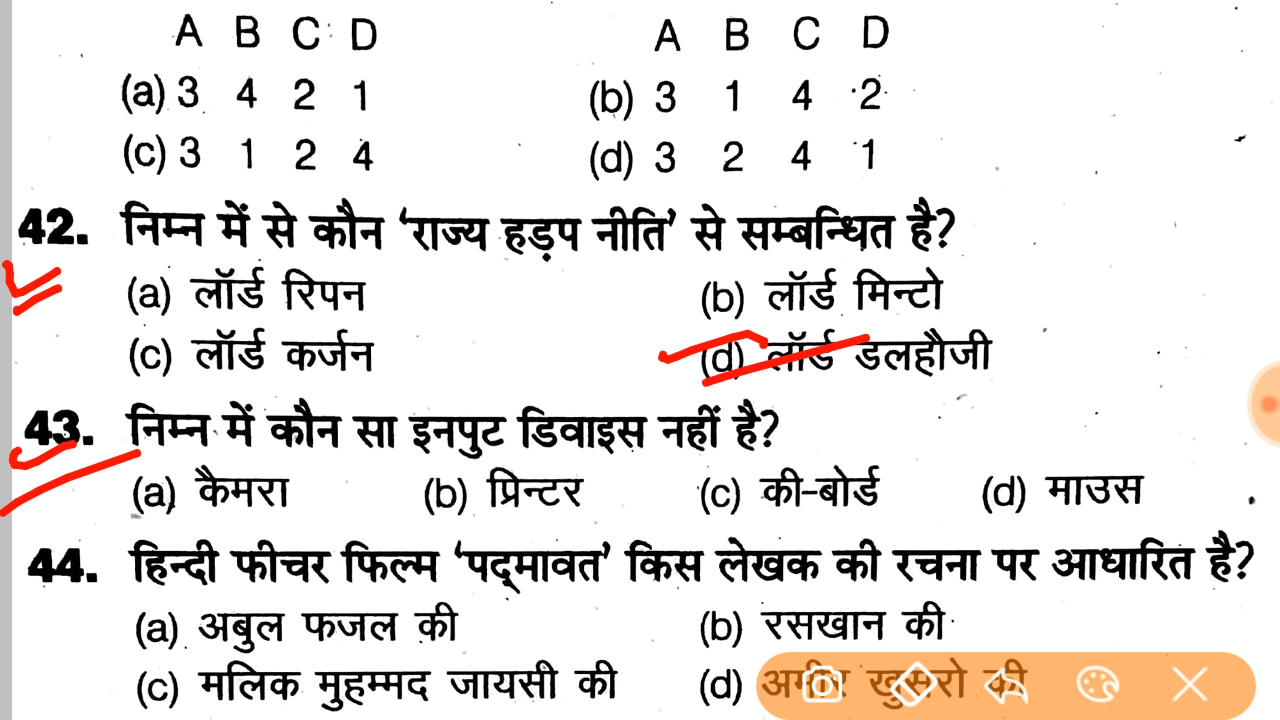 A B C D A B C D
(a) 3 4 2 1 (b) 3 1 4 2
(c) 3 1 2 4 (d) 3 2 4 1
42. निम्न में से कौन ‘राज्य हड़प नीति’ से सम्बन्धित है?
(a) लॉर्ड रिपन (b) लॉर्ड मिन्टो
(c) लॉर्ड कर्जन (d) लॉर्ड डलहौजी
43. निम्न में कौन सा इनपुट डिवाइस नहीं है?
(a) कैमरा (b) प्रिन्टर (c) की-बोर्ड (d) माउस
44. हिन्दी फीचर फिल्म ‘पद्मावत’ किस लेखक की रचना पर आधारित है?
(a) अबुल फजल की (b) रसखान की
(c) मलिक मुहम्मद जायसी की (d) अमीर खुसरो की